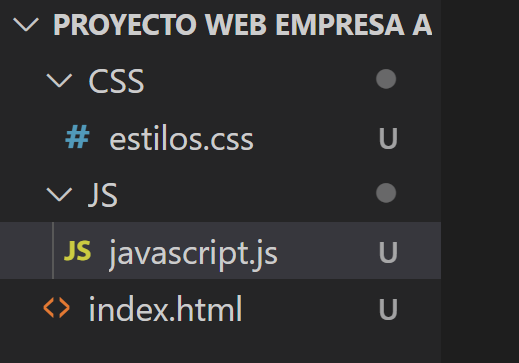 PROYECTO WEB EMPRESA A
CSS
# estilos.css U
JS
JS javascript.js U
<> index.html U